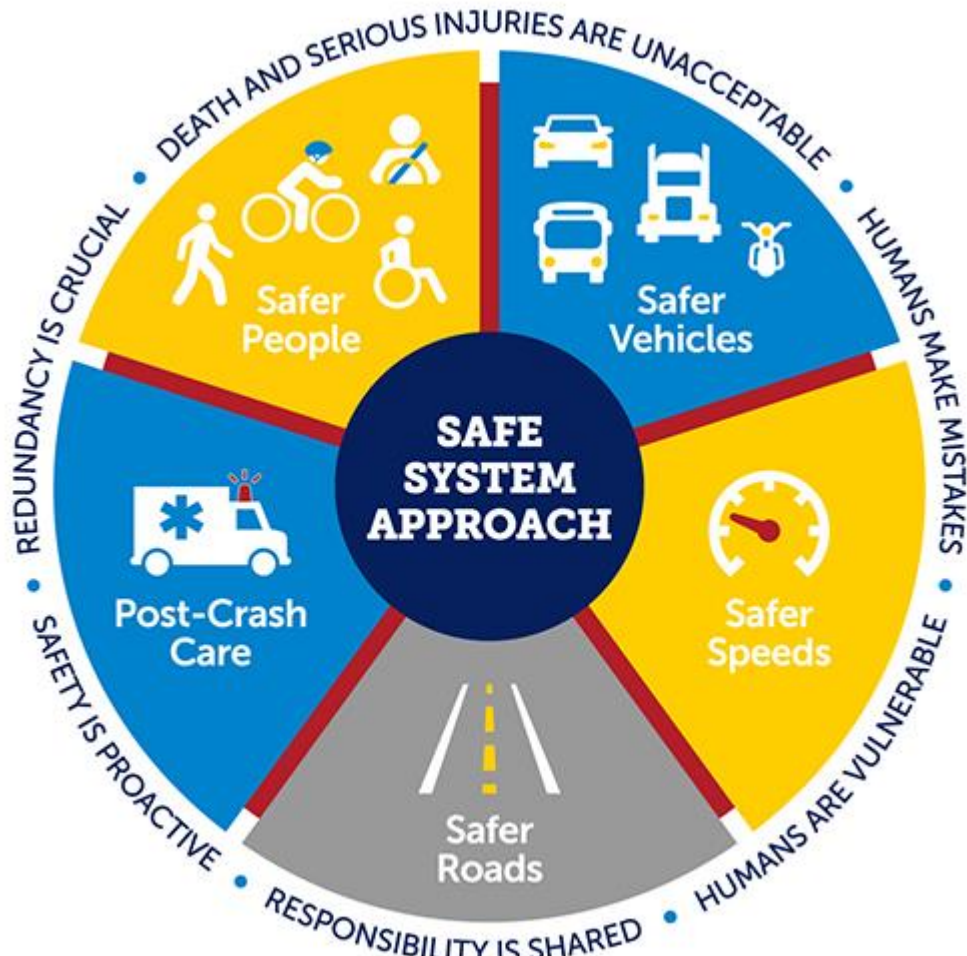 DEATH AND SERIOUS INJURIES ARE UNACCEPTABLE
HUMANS MAKE MISTAKES
HUMANS ARE VULNERABLE
RESPONSIBILITY IS SHARED
SAFETY IS PROACTIVE
REDUNDANCY IS CRUCIAL
Safer
People
Safer
Vehicles
SAFE
SYSTEM
APPROACH
Post-Crash
Care
Safer
Speeds
Safer
Roads